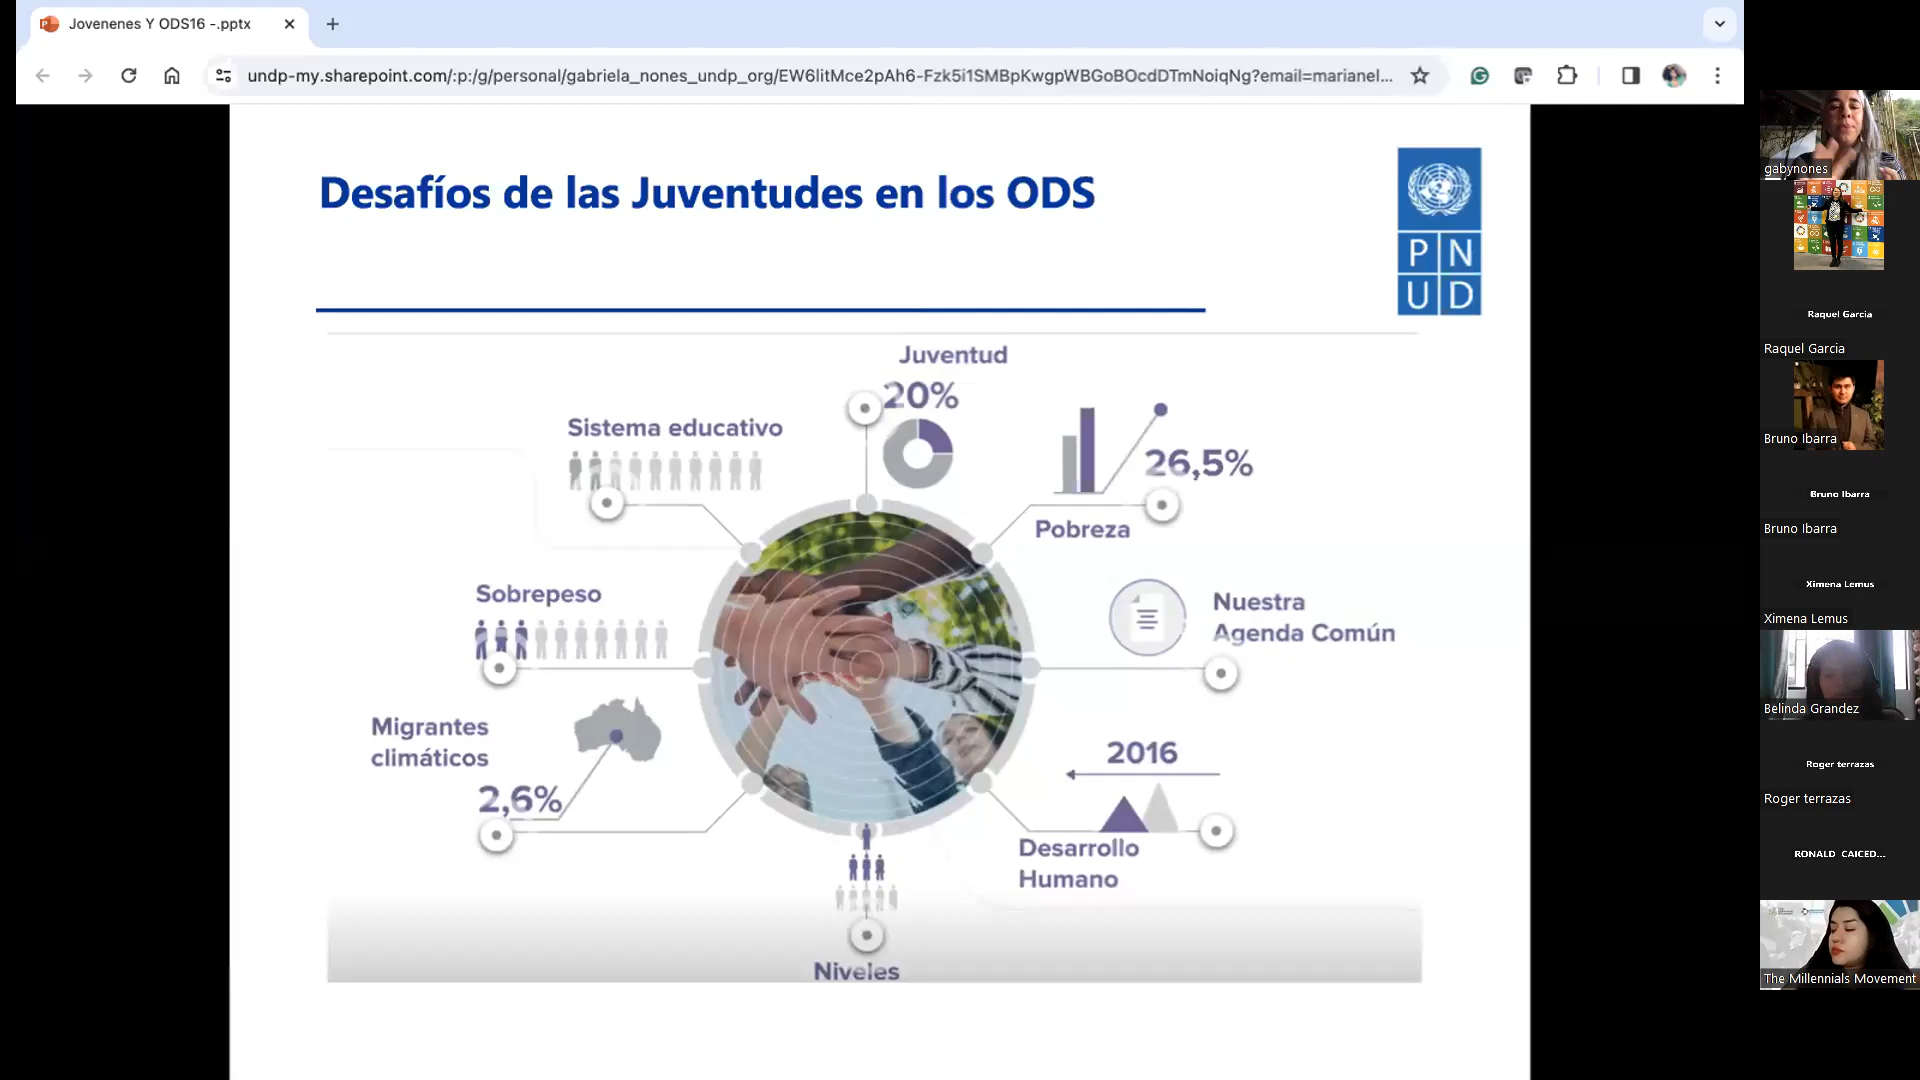 Jovenenes Y ODS16 -.pptx
undp-my.sharepoint.com/:p:/g/personal/gabriela_nones_undp_org/EW6litMce2pAh6-Fzk5i1SMBpKwgpWBGoBOcdDTmNoiqNg?email=marianel...
Desafíos de las Juventudes en los ODS
P N
U D
Juventud
20%
Sistema educativo
26,5%
Pobreza
Sobrepeso
Nuestra
Agenda Común
Migrantes
climáticos
2,6%
2016
Desarrollo
Humano
Niveles
gabynones
Raquel Garcia
Raquel Garcia
Bruno Ibarra
Bruno Ibarra
Bruno Ibarra
Ximena Lemus
Ximena Lemus
Belinda Grandez
Roger terrazas
Roger terrazas
RONALD CAICED...
The Millennials Movement